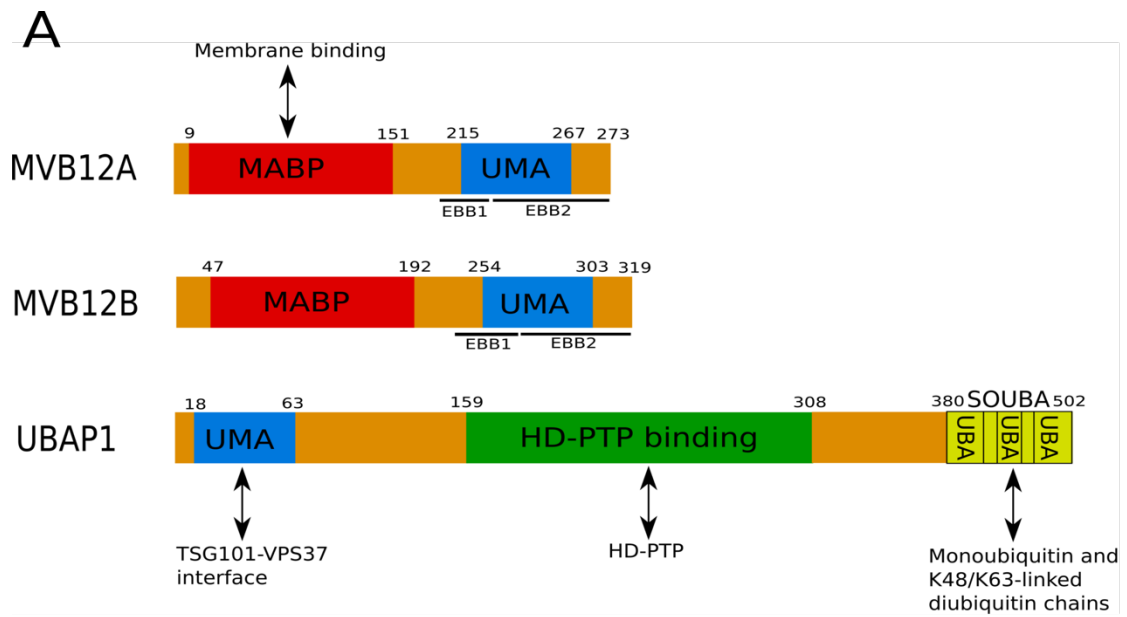 A
Membrane binding
9 151 215 267 273
MVB12A MABP UMA
EBB1 EBB2
47 192 254 303 319
MVB12B MABP UMA
EBB1 EBB2
18 63 159 308 380 SOUBA 502
UBAP1 UMA HD-PTP binding UBA UBA UBA
TSG101-VPS37
interface
HD-PTP
Monoubiquitin and
K48/K63-linked
diubiquitin chains